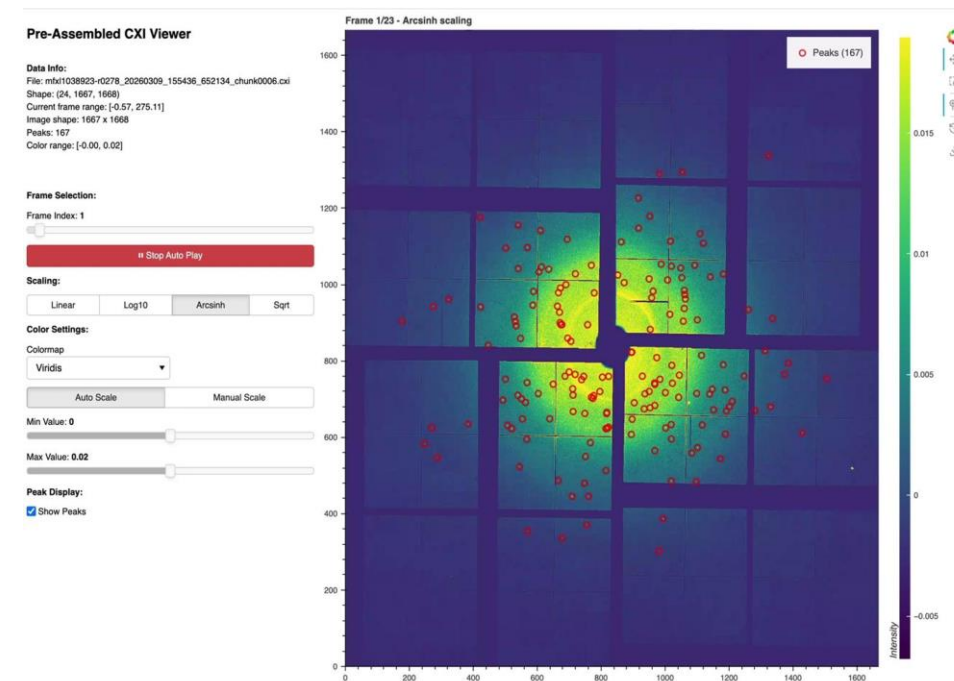 Pre-Assembled CXI Viewer
Data Info:
File: mfxl1038923-r0278_20260309_155436_652134_chunk0006.cxi
Shape: (24, 1667, 1668)
Current frame range: [-0.57, 275.11]
Image shape: 1667 x 1668
Peaks: 167
Color range: [-0.00, 0.02]
Frame Selection:
Frame Index: 1
Stop Auto Play
Scaling:
Linear Log10 Arcsinh Sqrt
Color Settings:
Colormap
Viridis
Auto Scale Manual Scale
Min Value: 0
Max Value: 0.02
Peak Display:
Show Peaks
Frame 1/23 - Arcsinh scaling
Peaks (167)
1600
1400
1200
1000
800
600
400
200
0
0 200 400 600 800 1000 1200 1400 1600
0.015
0.01
0.005
0
−0.005
Intensity